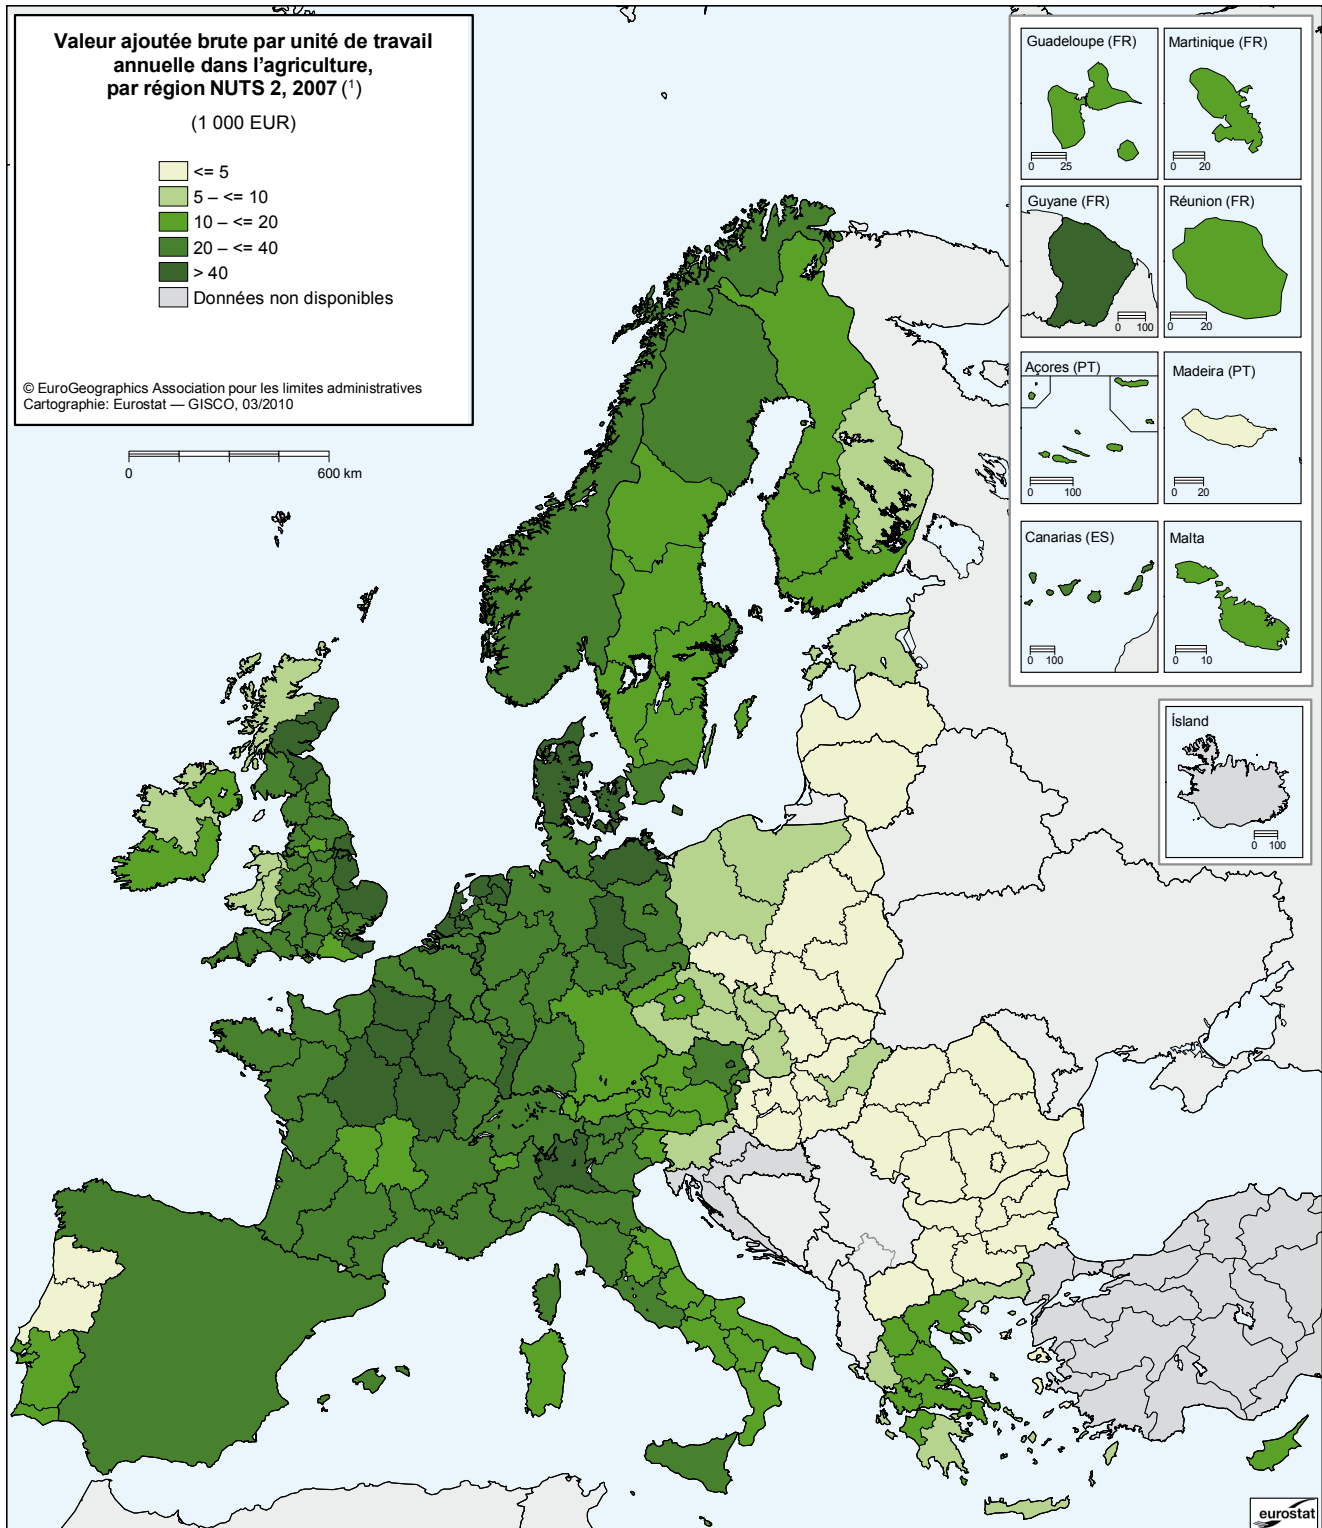 Valeur ajoutée brute par unité de travail
annuelle dans l'agriculture,
par région NUTS 2, 2007 (¹)
(1 000 EUR)
<= 5
5 – <= 10
10 – <= 20
20 – <= 40
> 40
Données non disponibles
© EuroGeographics Association pour les limites administratives
Cartographie: Eurostat — GISCO, 03/2010
0 600 km
Guadeloupe (FR)
0 25
Martinique (FR)
0 20
Guyane (FR)
0 100
Réunion (FR)
0 20
Açores (PT)
0 100
Madeira (PT)
0 20
Canarias (ES)
0 100
Malta
0 10
Ísland
0 100
eurostat